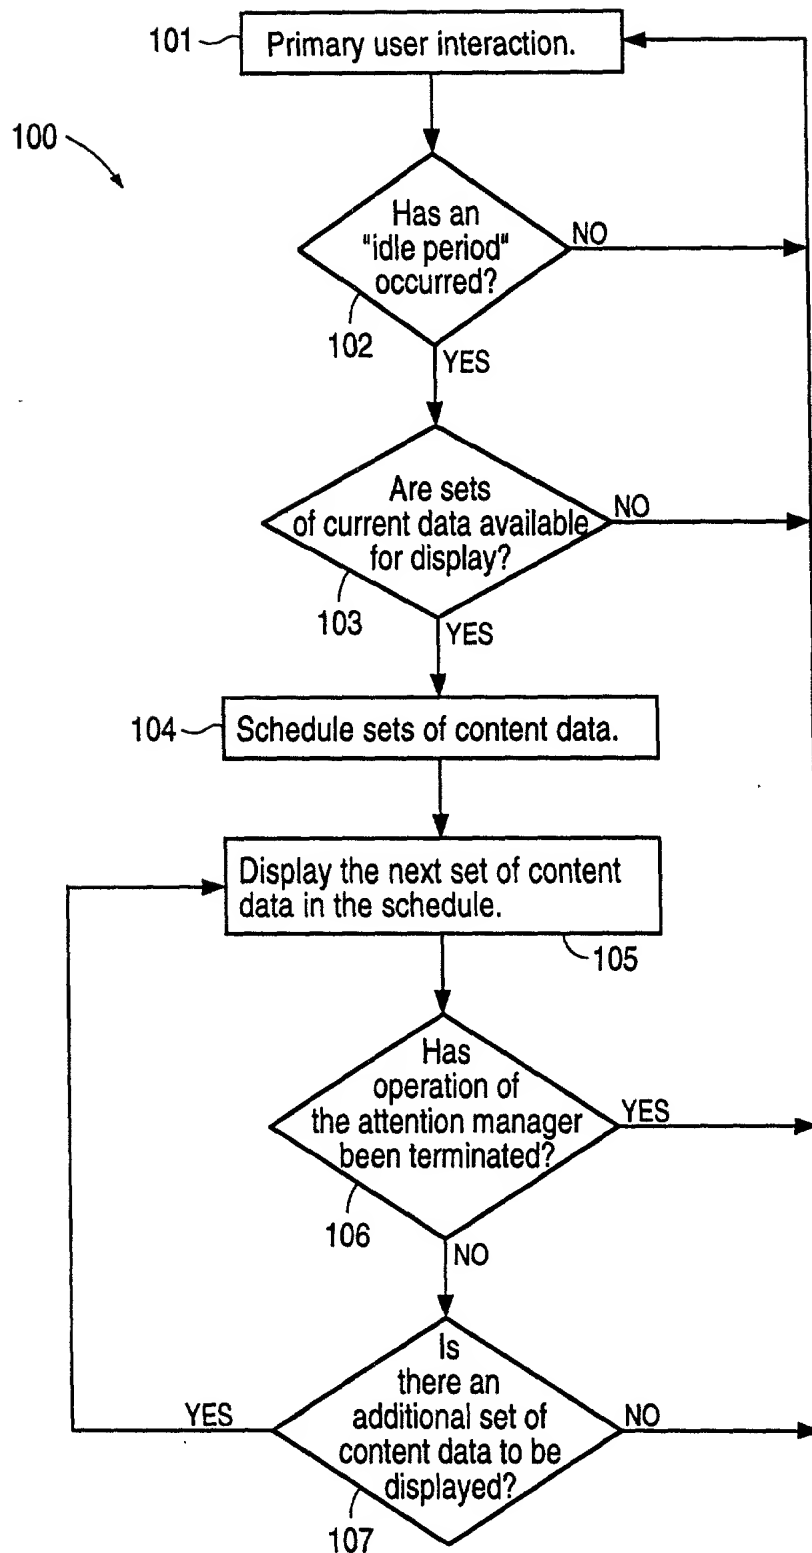 101
Primary user interaction.
100
Has an
"idle period"
occurred?
NO
102
YES
Are sets
of current data available
for display?
NO
103
YES
104
Schedule sets of content data.
Display the next set of content
data in the schedule.
105
Has
operation of
the attention manager
been terminated?
YES
106
NO
Is
there an
additional set of
content data to be
displayed?
YES
NO
107